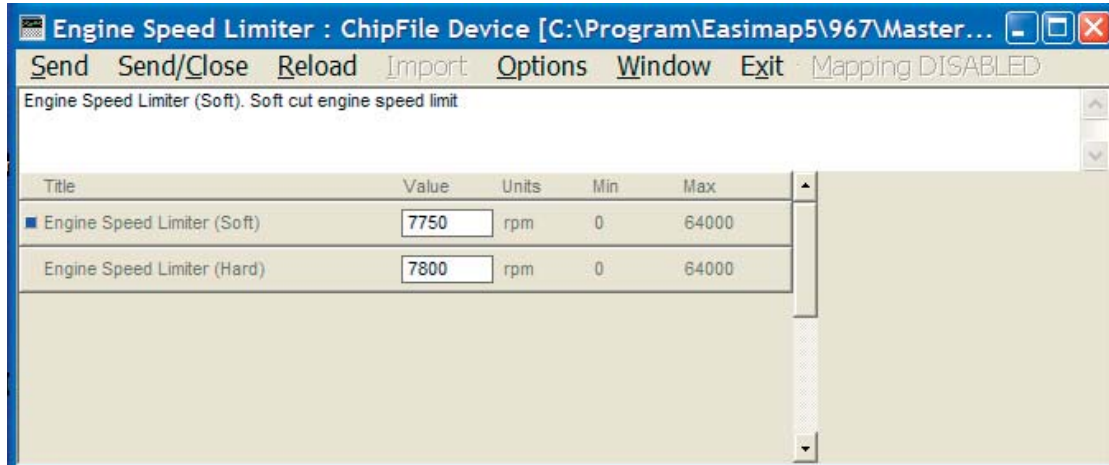 Engine Speed Limiter : ChipFile Device [C:\Program\Easimap5\967\Master...
Send Send/Close Reload Import Options Window Exit Mapping DISABLED
Engine Speed Limiter (Soft). Soft cut engine speed limit
Title Value Units Min Max
Engine Speed Limiter (Soft) 7750 rpm 0 64000
Engine Speed Limiter (Hard) 7800 rpm 0 64000